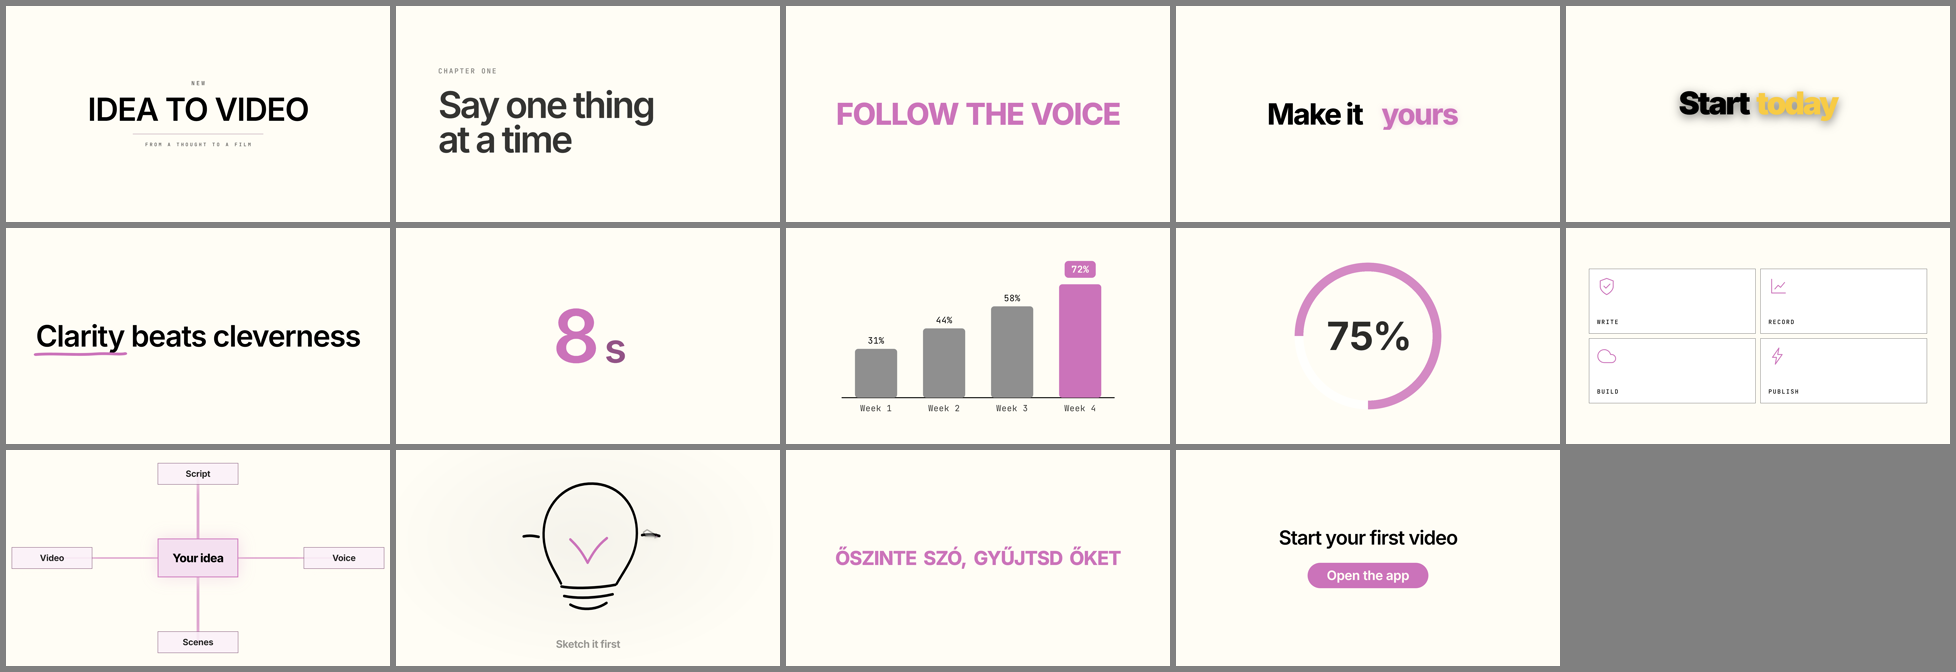 NEW
IDEA TO VIDEO
FROM A THOUGHT TO A FILM
CHAPTER ONE
Say one thing
at a time
FOLLOW THE VOICE
Make it yours
Start today
Clarity beats cleverness
8 s
72%
58%
44%
31%
Week 1 Week 2 Week 3 Week 4
75%
WRITE
RECORD
BUILD
PUBLISH
Script
Video
Your idea
Voice
Scenes
Sketch it first
ŐSZINTE SZÓ, GYŰJTSD ŐKET
Start your first video
Open the app